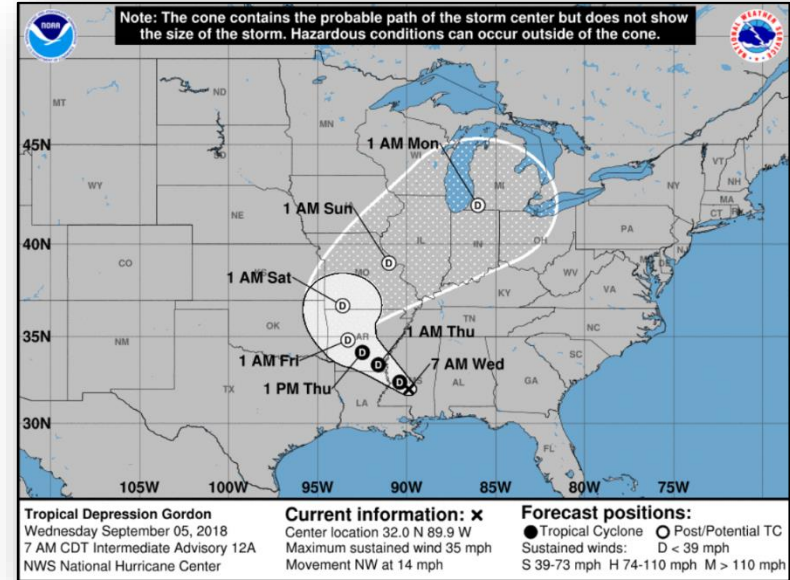 Note: The cone contains the probable path of the storm center but does not show
the size of the storm. Hazardous conditions can occur outside of the cone.
NOAA
NATIONAL WEATHER SERVICE
MT
ND
MN
45N
1 AM Mon
WI
MI
VT
NH
WY
NY
MA
CT
1 AM Sun
D
NE
40N
IL
IN
OH
PA
D
CO
MO
WV
1 AM Sat
KY
VA
D
TN
NC
35N
OK
AR
1 AM Thu
NM
D
SC
1 AM Fri
D
D
7 AM Wed
1 PM Thu
D
TX
LA
AL
GA
30N
FL
105W
100W
95W
90W
85W
80W
75W
Tropical Depression Gordon
Wednesday September 05, 2018
7 AM CDT Intermediate Advisory 12A
NWS National Hurricane Center
Current information: ×
Center location 32.0 N 89.9 W
Maximum sustained wind 35 mph
Movement NW at 14 mph
Forecast positions:
● Tropical Cyclone ○ Post/Potential TC
Sustained winds: D < 39 mph
S 39-73 mph H 74-110 mph M > 110 mph